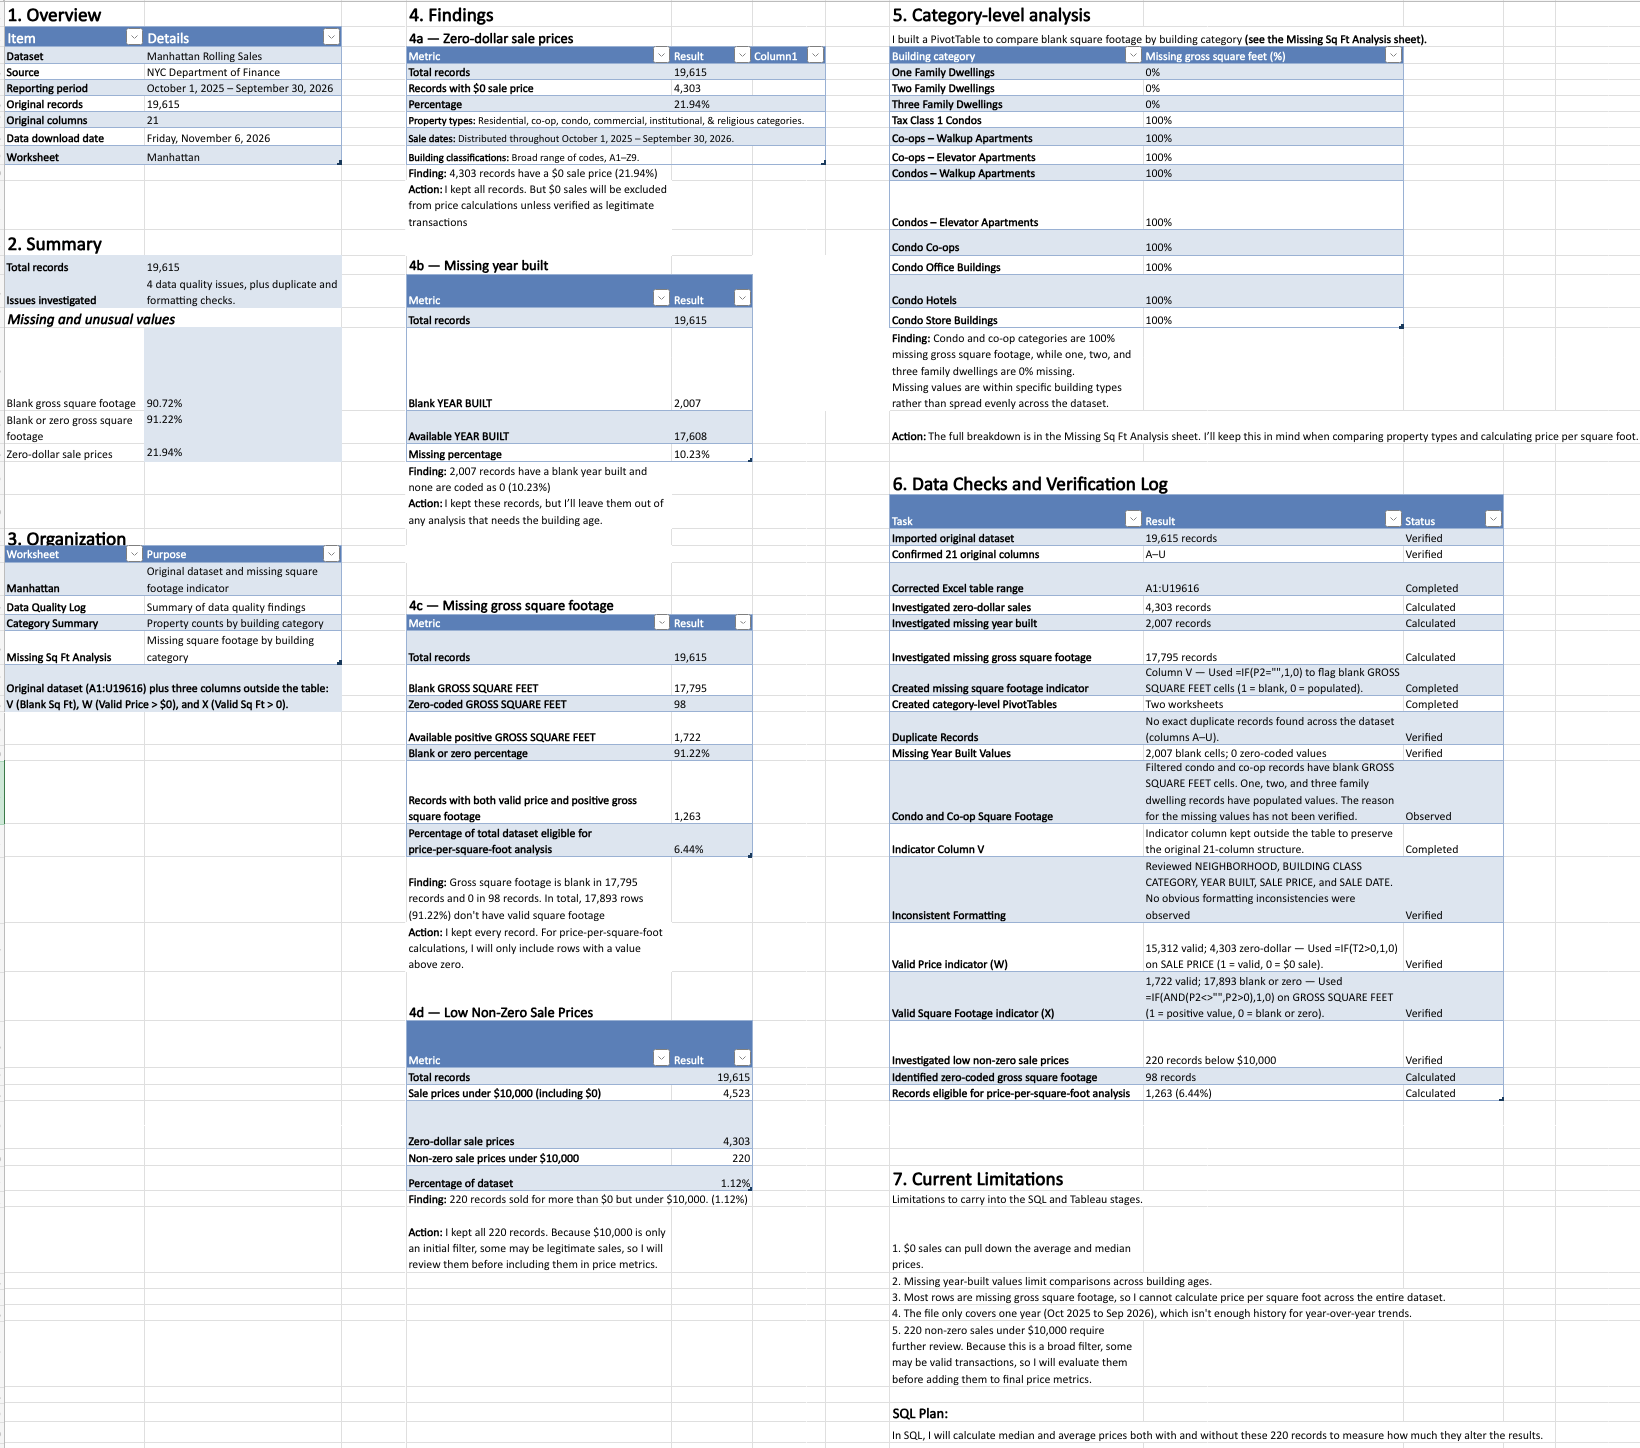 1. Overview
Item Details
Dataset Manhattan Rolling Sales
Source NYC Department of Finance
Reporting period October 1, 2025 – September 30, 2026
Original records 19,615
Original columns 21
Data download date Friday, November 6, 2026
Worksheet Manhattan
2. Summary
Total records 19,615
4 data quality issues, plus duplicate and
Issues investigated formatting checks.
Missing and unusual values
Blank gross square footage 90.72%
Blank or zero gross square 91.22%
footage
Zero-dollar sale prices 21.94%
3. Organization
Worksheet Purpose
Original dataset and missing square
Manhattan footage indicator
Data Quality Log Summary of data quality findings
Category Summary Property counts by building category
Missing square footage by building
Missing Sq Ft Analysis category
Original dataset (A1:U19616) plus three columns outside the table:
V (Blank Sq Ft), W (Valid Price > $0), and X (Valid Sq Ft > 0).
4. Findings
4a — Zero-dollar sale prices
Metric Result Column1
Total records 19,615
Records with $0 sale price 4,303
Percentage 21.94%
Property types: Residential, co-op, condo, commercial, institutional, & religious categories.
Sale dates: Distributed throughout October 1, 2025 – September 30, 2026.
Building classifications: Broad range of codes, A1–Z9.
Finding: 4,303 records have a $0 sale price (21.94%)
Action: I kept all records. But $0 sales will be excluded
from price calculations unless verified as legitimate
transactions
4b — Missing year built
Metric Result
Total records 19,615
Blank YEAR BUILT 2,007
Available YEAR BUILT 17,608
Missing percentage 10.23%
Finding: 2,007 records have a blank year built and
none are coded as 0 (10.23%)
Action: I kept these records, but I’ll leave them out of
any analysis that needs the building age.
4c — Missing gross square footage
Metric Result
Total records 19,615
Blank GROSS SQUARE FEET 17,795
Zero-coded GROSS SQUARE FEET 98
Available positive GROSS SQUARE FEET 1,722
Blank or zero percentage 91.22%
Records with both valid price and positive gross
square footage 1,263
Percentage of total dataset eligible for
price-per-square-foot analysis 6.44%
Finding: Gross square footage is blank in 17,795
records and 0 in 98 records. In total, 17,893 rows
(91.22%) don't have valid square footage
Action: I kept every record. For price-per-square-foot
calculations, I will only include rows with a value
above zero.
4d — Low Non-Zero Sale Prices
Metric Result
Total records 19,615
Sale prices under $10,000 (including $0) 4,523
Zero-dollar sale prices 4,303
Non-zero sale prices under $10,000 220
Percentage of dataset 1.12%
Finding: 220 records sold for more than $0 but under $10,000. (1.12%)
Action: I kept all 220 records. Because $10,000 is only
an initial filter, some may be legitimate sales, so I will
review them before including them in price metrics.
5. Category-level analysis
I built a PivotTable to compare blank square footage by building category (see the Missing Sq Ft Analysis sheet).
Building category Missing gross square feet (%)
One Family Dwellings 0%
Two Family Dwellings 0%
Three Family Dwellings 0%
Tax Class 1 Condos 100%
Co-ops – Walkup Apartments 100%
Co-ops – Elevator Apartments 100%
Condos – Walkup Apartments 100%
Condos – Elevator Apartments 100%
Condo Co-ops 100%
Condo Office Buildings 100%
Condo Hotels 100%
Condo Store Buildings 100%
Finding: Condo and co-op categories are 100%
missing gross square footage, while one, two, and
three family dwellings are 0% missing.
Missing values are within specific building types
rather than spread evenly across the dataset.
Action: The full breakdown is in the Missing Sq Ft Analysis sheet. I’ll keep this in mind when comparing property types and calculating price per square foot.
6. Data Checks and Verification Log
Task Result Status
Imported original dataset 19,615 records Verified
Confirmed 21 original columns A–U Verified
Corrected Excel table range A1:U19616 Completed
Investigated zero-dollar sales 4,303 records Calculated
Investigated missing year built 2,007 records Calculated
Investigated missing gross square footage 17,795 records Calculated
Column V — Used =IF(P2="",1,0) to flag blank GROSS
Created missing square footage indicator SQUARE FEET cells (1 = blank, 0 = populated). Completed
Created category-level PivotTables Two worksheets Completed
No exact duplicate records found across the dataset
Duplicate Records (columns A–U). Verified
Missing Year Built Values 2,007 blank cells; 0 zero-coded values Verified
Filtered condo and co-op records have blank GROSS
SQUARE FEET cells. One, two, and three family
dwelling records have populated values. The reason
Condo and Co-op Square Footage for the missing values has not been verified. Observed
Indicator column kept outside the table to preserve
Indicator Column V the original 21-column structure. Completed
Reviewed NEIGHBORHOOD, BUILDING CLASS
CATEGORY, YEAR BUILT, SALE PRICE, and SALE DATE.
No obvious formatting inconsistencies were
Inconsistent Formatting observed Verified
15,312 valid; 4,303 zero-dollar — Used =IF(T2>0,1,0)
Valid Price indicator (W) on SALE PRICE (1 = valid, 0 = $0 sale). Verified
1,722 valid; 17,893 blank or zero — Used
=IF(AND(P2<>"",P2>0),1,0) on GROSS SQUARE FEET
Valid Square Footage indicator (X) (1 = positive value, 0 = blank or zero). Verified
Investigated low non-zero sale prices 220 records below $10,000 Verified
Identified zero-coded gross square footage 98 records Calculated
Records eligible for price-per-square-foot analysis 1,263 (6.44%) Calculated
7. Current Limitations
Limitations to carry into the SQL and Tableau stages.
1. $0 sales can pull down the average and median
prices.
2. Missing year-built values limit comparisons across building ages.
3. Most rows are missing gross square footage, so I cannot calculate price per square foot across the entire dataset.
4. The file only covers one year (Oct 2025 to Sep 2026), which isn't enough history for year-over-year trends.
5. 220 non-zero sales under $10,000 require
further review. Because this is a broad filter, some
may be valid transactions, so I will evaluate them
before adding them to final price metrics.
SQL Plan:
In SQL, I will calculate median and average prices both with and without these 220 records to measure how much they alter the results.